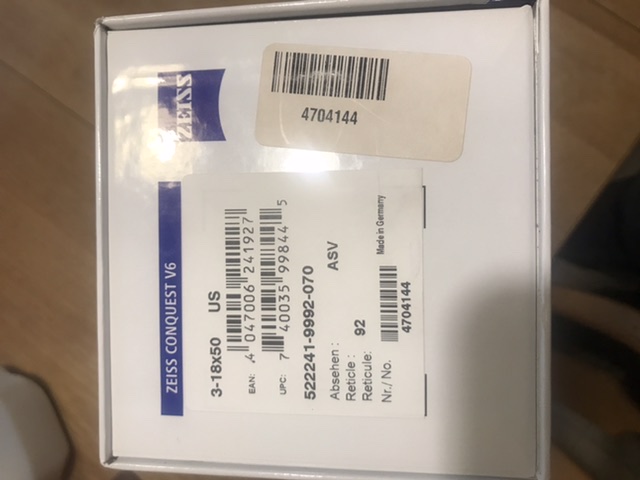 ZEISS
4704144
ZEISS CONQUEST V6
3-18x50 US
EAN: 4 047006 241927
UPC: 7 40035 99844 5
522241-9992-070
Absehen :
Reticle : 92 ASV
Reticule:
Nr./ No. 4704144 Made in Germany